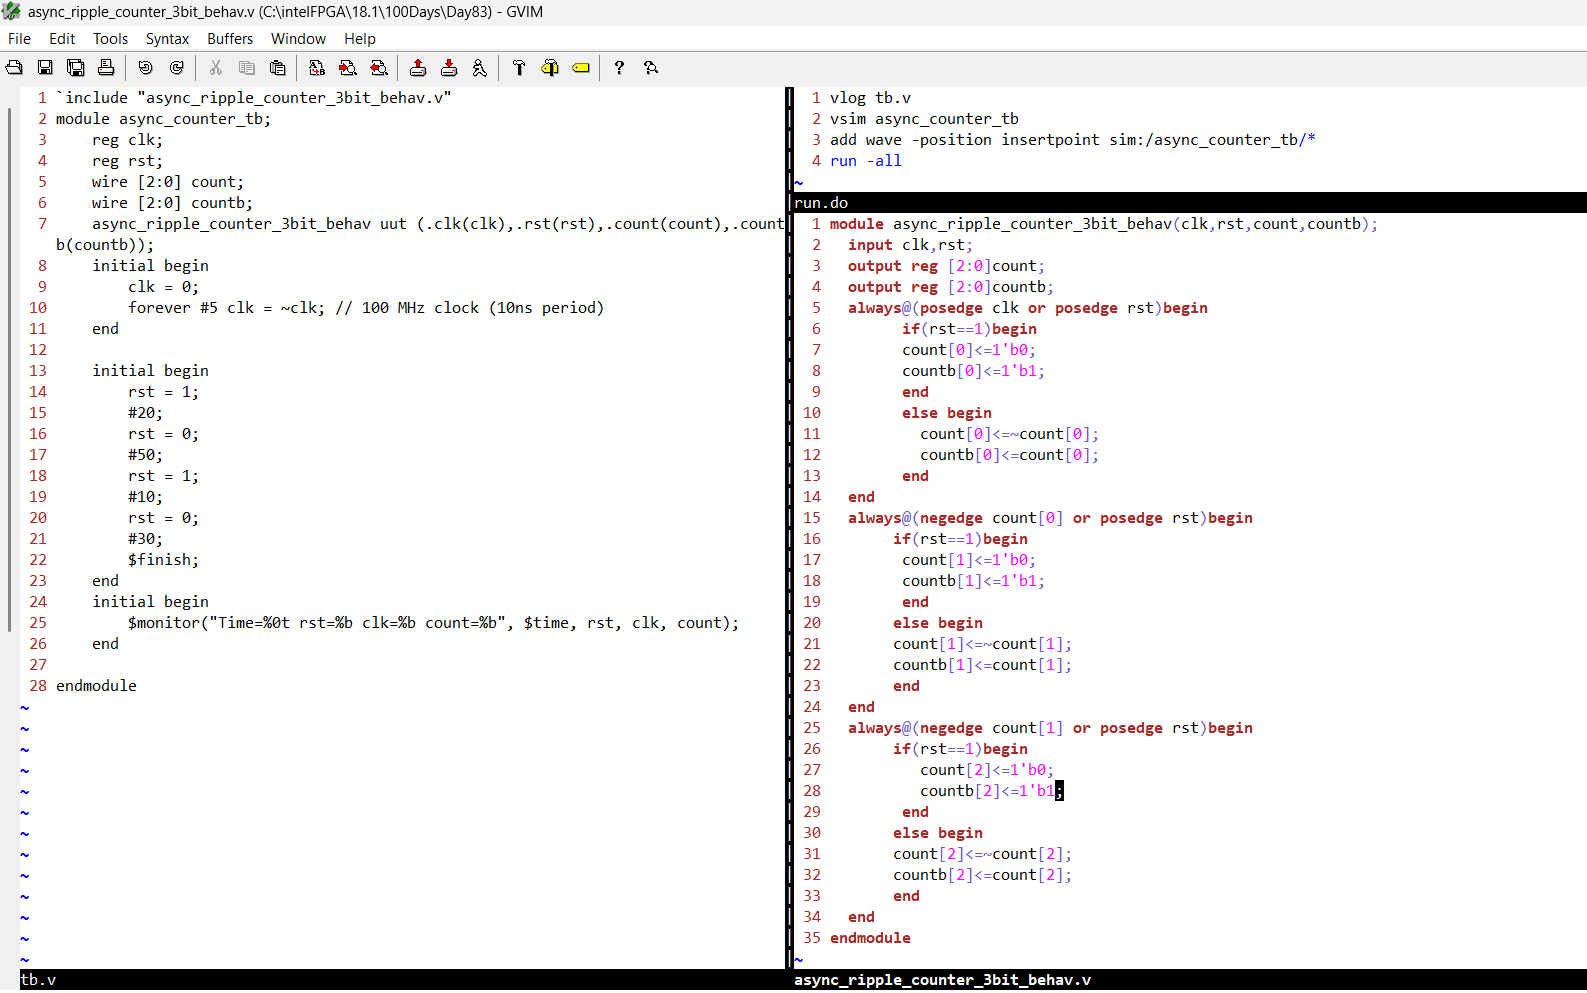 async_ripple_counter_3bit_behav.v (C:\intelFPGA\18.1\100Days\Day83) - GVIM
File Edit Tools Syntax Buffers Window Help
1 `include "async_ripple_counter_3bit_behav.v"
2 module async_counter_tb;
3     reg clk;
4     reg rst;
5     wire [2:0] count;
6     wire [2:0] countb;
7     async_ripple_counter_3bit_behav uut (.clk(clk),.rst(rst),.count(count),.count
b(countb));
8     initial begin
9         clk = 0;
10         forever #5 clk = ~clk; // 100 MHz clock (10ns period)
11     end
12
13     initial begin
14         rst = 1;
15         #20;
16         rst = 0;
17         #50;
18         rst = 1;
19         #10;
20         rst = 0;
21         #30;
22         $finish;
23     end
24     initial begin
25         $monitor("Time=%0t rst=%b clk=%b count=%b", $time, rst, clk, count);
26     end
27
28 endmodule
~
~
~
~
~
~
~
~
~
~
~
~
~
tb.v
1 vlog tb.v
2 vsim async_counter_tb
3 add wave -position insertpoint sim:/async_counter_tb/*
4 run -all
~
run.do
1 module async_ripple_counter_3bit_behav(clk,rst,count,countb);
2   input clk,rst;
3   output reg [2:0]count;
4   output reg [2:0]countb;
5   always@(posedge clk or posedge rst)begin
6         if(rst==1)begin
7         count[0]<=1'b0;
8         countb[0]<=1'b1;
9         end
10         else begin
11           count[0]<=~count[0];
12           countb[0]<=count[0];
13         end
14   end
15   always@(negedge count[0] or posedge rst)begin
16        if(rst==1)begin
17         count[1]<=1'b0;
18         countb[1]<=1'b1;
19         end
20        else begin
21        count[1]<=~count[1];
22        countb[1]<=count[1];
23        end
24   end
25   always@(negedge count[1] or posedge rst)begin
26        if(rst==1)begin
27           count[2]<=1'b0;
28           countb[2]<=1'b1;
29         end
30        else begin
31        count[2]<=~count[2];
32        countb[2]<=count[2];
33        end
34   end
35 endmodule
~
async_ripple_counter_3bit_behav.v